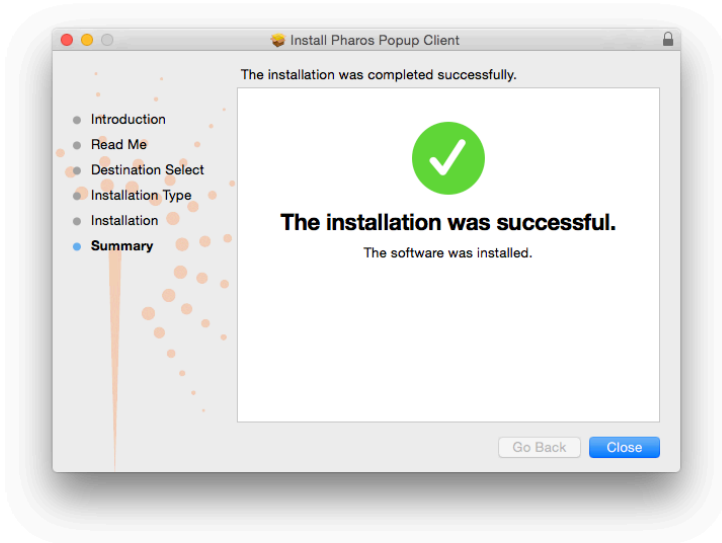 Install Pharos Popup Client
The installation was completed successfully.
Introduction
Read Me
Destination Select
Installation Type
Installation
Summary
The installation was successful.
The software was installed.
Go Back
Close